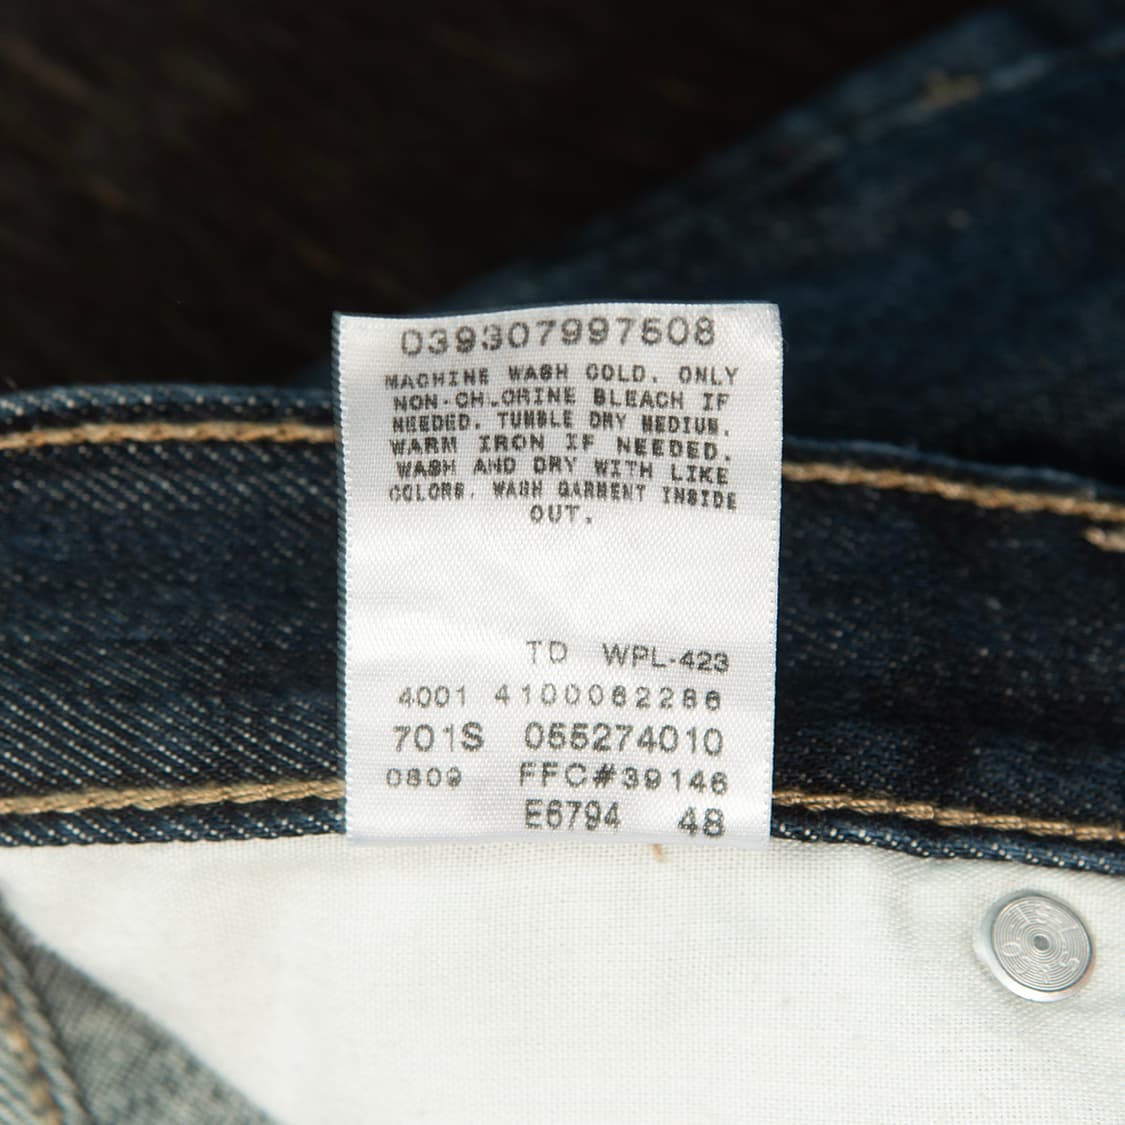 039307997508
MACHINE WASH COLD. ONLY
NON-CHLORINE BLEACH IF
NEEDED. TUMBLE DRY MEDIUM.
WARM IRON IF NEEDED.
WASH AND DRY WITH LIKE
COLORS. WASH GARMENT INSIDE
OUT.
TD WPL-423
4001 4100062286
701S 055274010
0809 FFC#39146
E6794 48